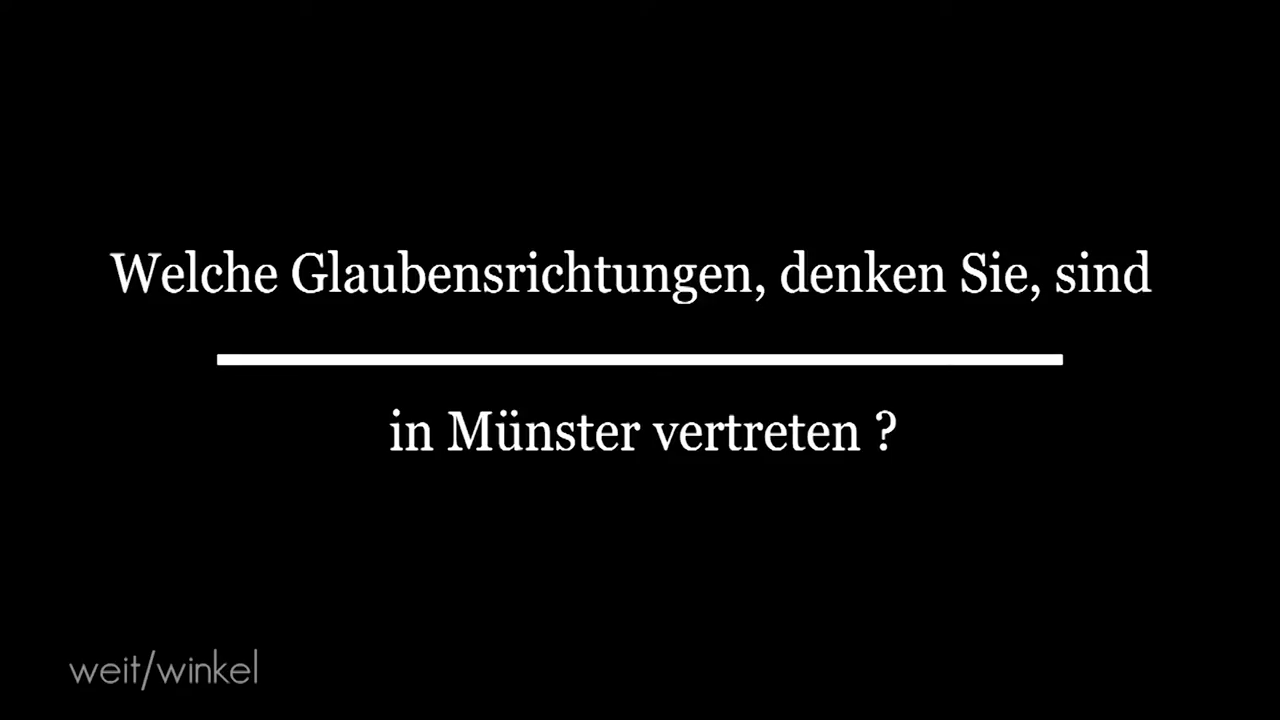 Welche Glaubensrichtungen, denken Sie, sind
in Münster vertreten ?
weit/winkel